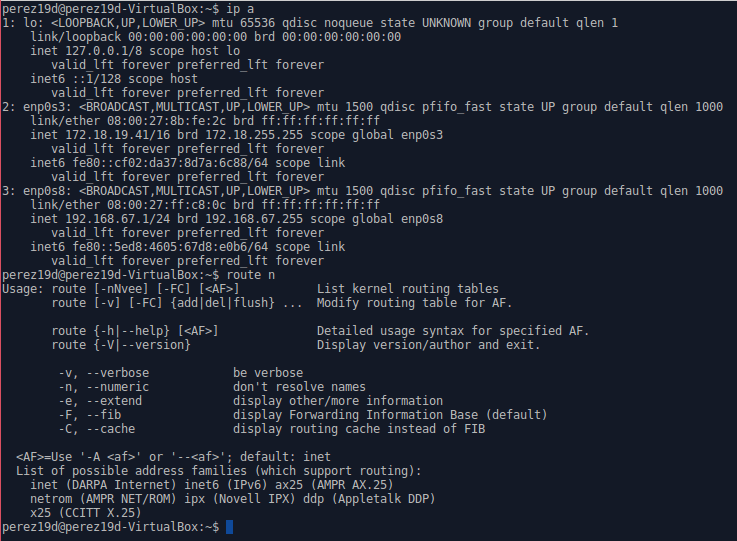 perez19d@perez19d-VirtualBox:~$ ip a
1: lo: <LOOPBACK,UP,LOWER_UP> mtu 65536 qdisc noqueue state UNKNOWN group default qlen 1
    link/loopback 00:00:00:00:00:00 brd 00:00:00:00:00:00
    inet 127.0.0.1/8 scope host lo
       valid_lft forever preferred_lft forever
    inet6 ::1/128 scope host
       valid_lft forever preferred_lft forever
2: enp0s3: <BROADCAST,MULTICAST,UP,LOWER_UP> mtu 1500 qdisc pfifo_fast state UP group default qlen 1000
    link/ether 08:00:27:8b:fe:2c brd ff:ff:ff:ff:ff:ff
    inet 172.18.19.41/16 brd 172.18.255.255 scope global enp0s3
       valid_lft forever preferred_lft forever
    inet6 fe80::cf02:da37:8d7a:6c88/64 scope link
       valid_lft forever preferred_lft forever
3: enp0s8: <BROADCAST,MULTICAST,UP,LOWER_UP> mtu 1500 qdisc pfifo_fast state UP group default qlen 1000
    link/ether 08:00:27:ff:c8:0c brd ff:ff:ff:ff:ff:ff
    inet 192.168.67.1/24 brd 192.168.67.255 scope global enp0s8
       valid_lft forever preferred_lft forever
    inet6 fe80::5ed8:4605:67d8:e0b6/64 scope link
       valid_lft forever preferred_lft forever
perez19d@perez19d-VirtualBox:~$ route n
Usage: route [-nNvee] [-FC] [<AF>]           List kernel routing tables
       route [-v] [-FC] {add|del|flush} ...  Modify routing table for AF.

       route {-h|--help} [<AF>]              Detailed usage syntax for specified AF.
       route {-V|--version}                  Display version/author and exit.

        -v, --verbose            be verbose
        -n, --numeric            don't resolve names
        -e, --extend             display other/more information
        -F, --fib                display Forwarding Information Base (default)
        -C, --cache              display routing cache instead of FIB

  <AF>=Use '-A <af>' or '--<af>'; default: inet
  List of possible address families (which support routing):
    inet (DARPA Internet) inet6 (IPv6) ax25 (AMPR AX.25)
    netrom (AMPR NET/ROM) ipx (Novell IPX) ddp (Appletalk DDP)
    x25 (CCITT X.25)
perez19d@perez19d-VirtualBox:~$